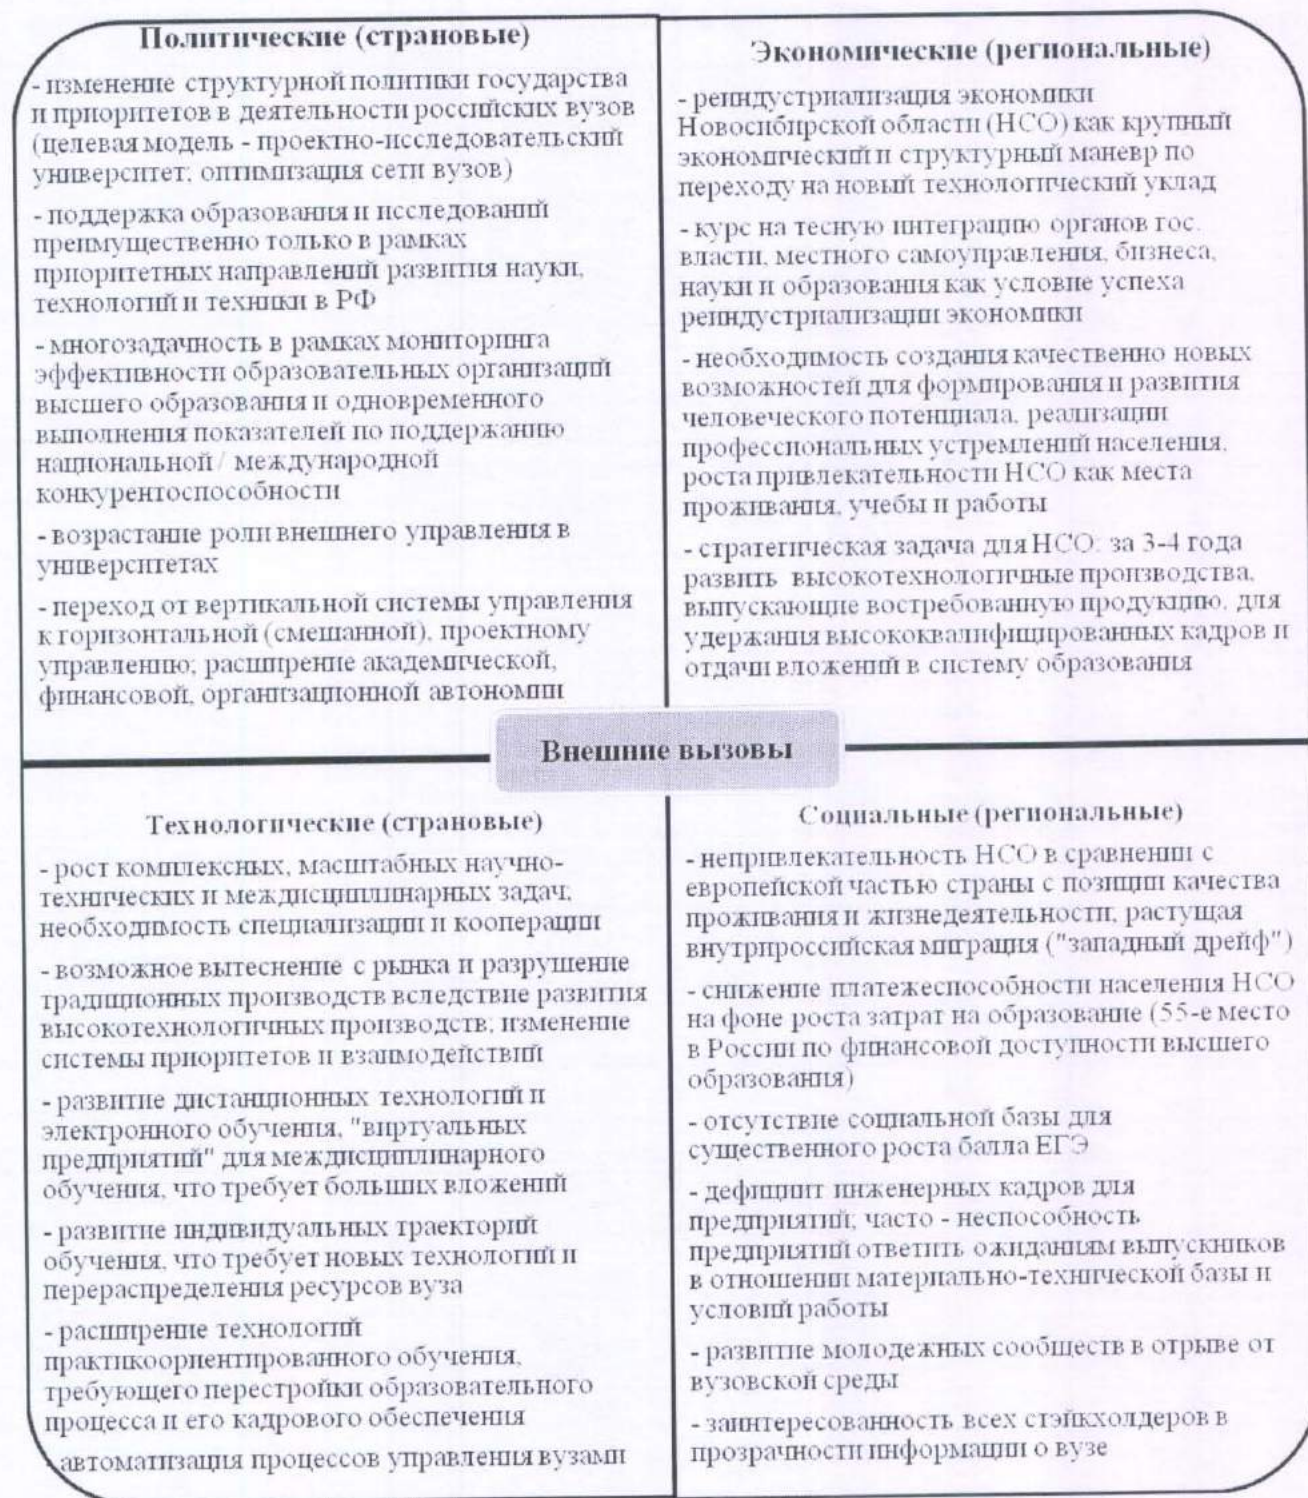 Политические (страновые)
- изменение структурной политики государства
и приоритетов в деятельности российских вузов
(целевая модель - проектно-исследовательский
университет; оптимизация сети вузов)
- поддержка образования и исследований
преимущественно только в рамках
приоритетных направлений развития науки,
технологий и техники в РФ
- многозадачность в рамках мониторинга
эффективности образовательных организаций
высшего образования и одновременного
выполнения показателей по поддержанию
национальной / международной
конкурентоспособности
- возрастание роли внешнего управления в
университетах
- переход от вертикальной системы управления
к горизонтальной (смешанной), проектному
управлению; расширение академической,
финансовой, организационной автономии
Экономические (региональные)
- реиндустриализация экономики
Новосибирской области (НСО) как крупный
экономический и структурный маневр по
переходу на новый технологический уклад
- курс на тесную интеграцию органов гос.
власти, местного самоуправления, бизнеса,
науки и образования как условие успеха
реиндустриализации экономики
- необходимость создания качественно новых
возможностей для формирования и развития
человеческого потенциала, реализации
профессиональных устремлений населения,
роста привлекательности НСО как места
проживания, учебы и работы
- стратегическая задача для НСО: за 3-4 года
развить высокотехнологичные производства,
выпускающие востребованную продукцию, для
удержания высококвалифицированных кадров и
отдачи вложений в систему образования
Внешние вызовы
Технологические (страновые)
- рост комплексных, масштабных научно-
технических и междисциплинарных задач;
необходимость специализации и кооперации
- возможное вытеснение с рынка и разрушение
традиционных производств вследствие развития
высокотехнологичных производств; изменение
системы приоритетов и взаимодействий
- развитие дистанционных технологий и
электронного обучения, "виртуальных
предприятий" для междисциплинарного
обучения, что требует больших вложений
- развитие индивидуальных траекторий
обучения, что требует новых технологий и
перераспределения ресурсов вуза
- расширение технологий
практикоориентированного обучения,
требующего перестройки образовательного
процесса и его кадрового обеспечения
автоматизация процессов управления вузами
Социальные (региональные)
- непривлекательность НСО в сравнении с
европейской частью страны с позиции качества
проживания и жизнедеятельности; растущая
внутрироссийская миграция ("западный дрейф")
- снижение платежеспособности населения НСО
на фоне роста затрат на образование (55-е место
в России по финансовой доступности высшего
образования)
- отсутствие социальной базы для
существенного роста балла ЕГЭ
- дефициит инженерных кадров для
предприятий; часто - неспособность
предприятий ответить ожиданиям выпускников
в отношении материально-технической базы и
условий работы
- развитие молодежных сообществ в отрыве от
вузовской среды
- заинтересованность всех стэйкхолдеров в
прозрачности информации о вузе